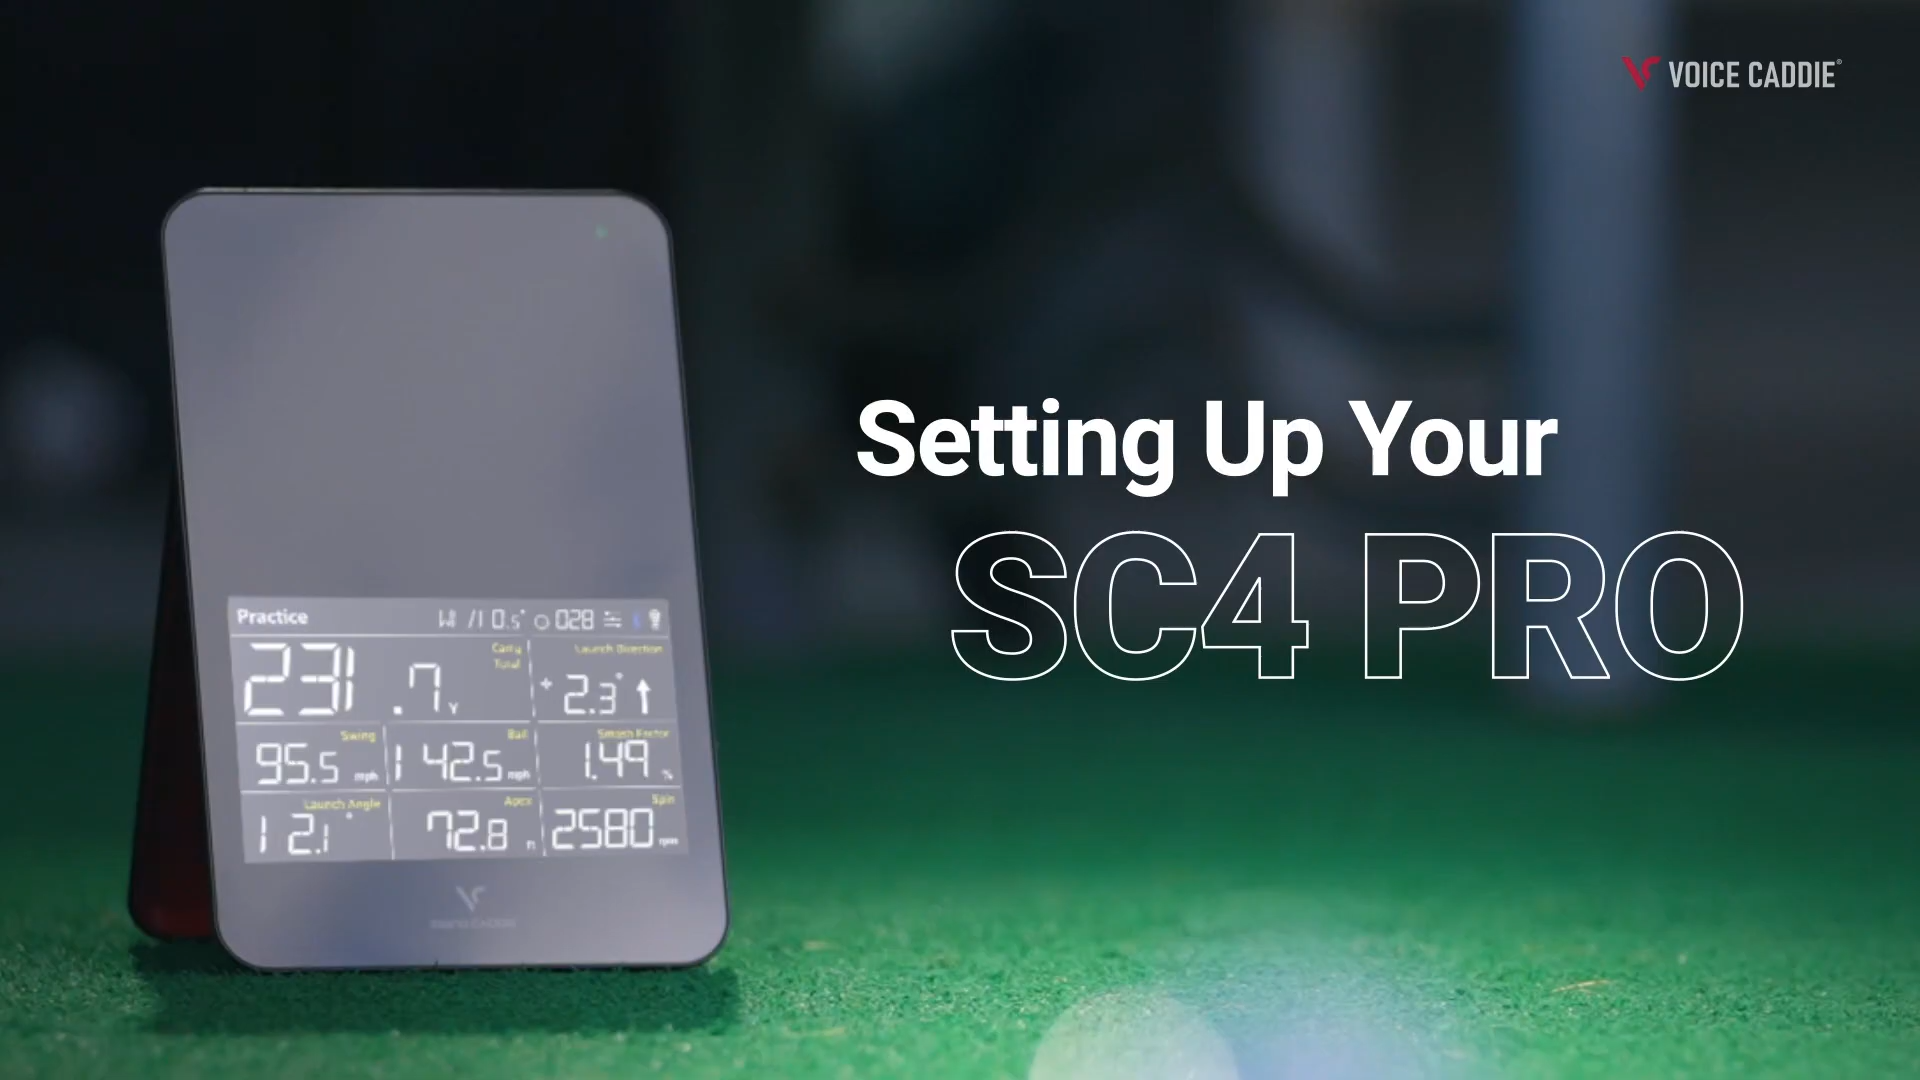 VOICE CADDIE
Setting Up Your
SC4 PRO
Practice
10.5° 028
231.7 Y
Carry
Total
Launch Direction
+2.3°
Swing
95.5 mph
Ball
142.5 mph
Smash Factor
1.49 %
Launch Angle
12.1°
Apex
72.8
Spin
2580 rpm